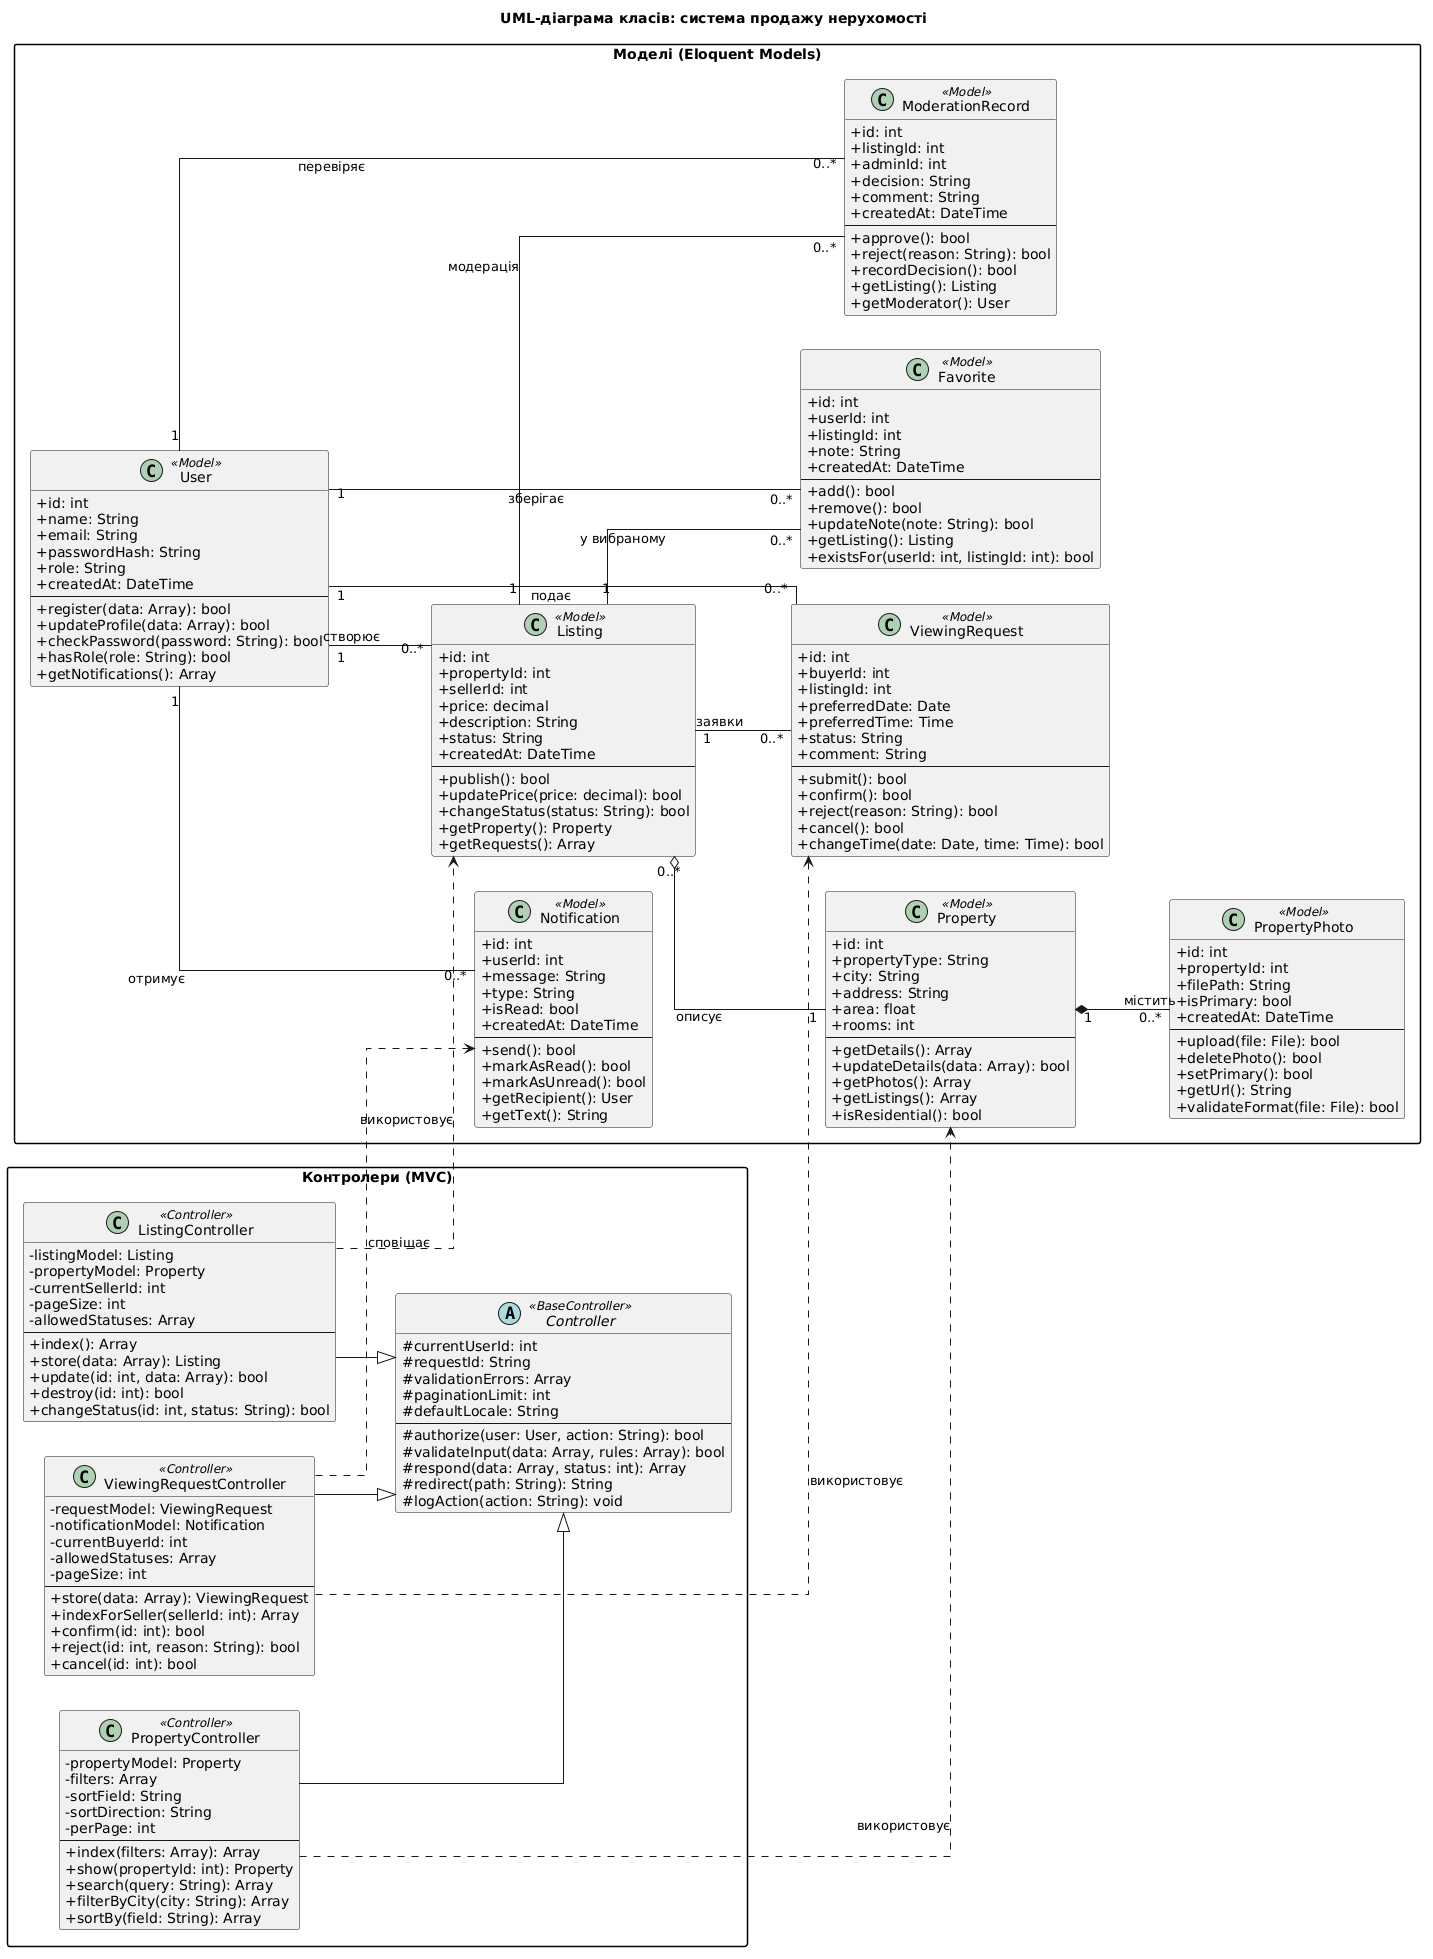 UML-діаграма класів: система продажу нерухомості
Моделі (Eloquent Models)
«Model»
ModerationRecord
+id: int
+listingId: int
+adminId: int
+decision: String
+comment: String
+createdAt: DateTime
+approve(): bool
+reject(reason: String): bool
+recordDecision(): bool
+getListing(): Listing
+getModerator(): User
перевіряє
0..*
1
модерація
0..*
1
«Model»
Favorite
+id: int
+userId: int
+listingId: int
+note: String
+createdAt: DateTime
+add(): bool
+remove(): bool
+updateNote(note: String): bool
+getListing(): Listing
+existsFor(userId: int, listingId: int): bool
«Model»
User
+id: int
+name: String
+email: String
+passwordHash: String
+role: String
+createdAt: DateTime
+register(data: Array): bool
+updateProfile(data: Array): bool
+checkPassword(password: String): bool
+hasRole(role: String): bool
+getNotifications(): Array
1
зберігає
0..*
у вибраному
0..*
1
1
подає
0..*
створює
1
0..*
«Model»
Listing
+id: int
+propertyId: int
+sellerId: int
+price: decimal
+description: String
+status: String
+createdAt: DateTime
+publish(): bool
+updatePrice(price: decimal): bool
+changeStatus(status: String): bool
+getProperty(): Property
+getRequests(): Array
заявки
1
0..*
«Model»
ViewingRequest
+id: int
+buyerId: int
+listingId: int
+preferredDate: Date
+preferredTime: Time
+status: String
+comment: String
+submit(): bool
+confirm(): bool
+reject(reason: String): bool
+cancel(): bool
+changeTime(date: Date, time: Time): bool
1
отримує
0..*
«Model»
Notification
+id: int
+userId: int
+message: String
+type: String
+isRead: bool
+createdAt: DateTime
+send(): bool
+markAsRead(): bool
+markAsUnread(): bool
+getRecipient(): User
+getText(): String
0..*
описує
1
«Model»
Property
+id: int
+propertyType: String
+city: String
+address: String
+area: float
+rooms: int
+getDetails(): Array
+updateDetails(data: Array): bool
+getPhotos(): Array
+getListings(): Array
+isResidential(): bool
містить
1
0..*
«Model»
PropertyPhoto
+id: int
+propertyId: int
+filePath: String
+isPrimary: bool
+createdAt: DateTime
+upload(file: File): bool
+deletePhoto(): bool
+setPrimary(): bool
+getUrl(): String
+validateFormat(file: File): bool
використовує
Контролери (MVC)
«Controller»
ListingController
-listingModel: Listing
-propertyModel: Property
-currentSellerId: int
-pageSize: int
-allowedStatuses: Array
+index(): Array
+store(data: Array): Listing
+update(id: int, data: Array): bool
+destroy(id: int): bool
+changeStatus(id: int, status: String): bool
сповіщає
«BaseController»
Controller
#currentUserId: int
#requestId: String
#validationErrors: Array
#paginationLimit: int
#defaultLocale: String
#authorize(user: User, action: String): bool
#validateInput(data: Array, rules: Array): bool
#respond(data: Array, status: int): Array
#redirect(path: String): String
#logAction(action: String): void
«Controller»
ViewingRequestController
-requestModel: ViewingRequest
-notificationModel: Notification
-currentBuyerId: int
-allowedStatuses: Array
-pageSize: int
+store(data: Array): ViewingRequest
+indexForSeller(sellerId: int): Array
+confirm(id: int): bool
+reject(id: int, reason: String): bool
+cancel(id: int): bool
використовує
«Controller»
PropertyController
-propertyModel: Property
-filters: Array
-sortField: String
-sortDirection: String
-perPage: int
+index(filters: Array): Array
+show(propertyId: int): Property
+search(query: String): Array
+filterByCity(city: String): Array
+sortBy(field: String): Array
використовує